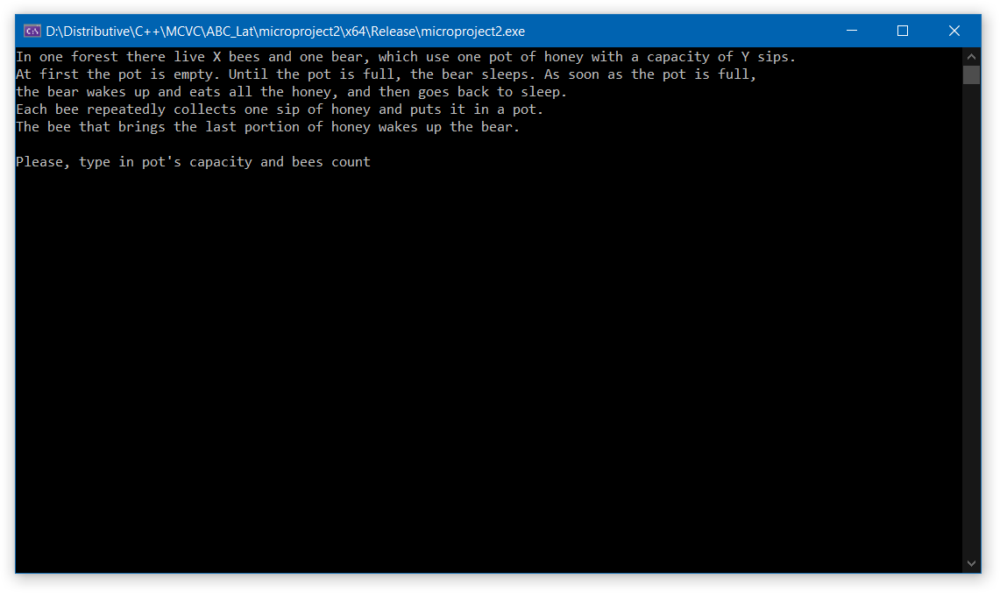 D:\Distributive\C++\MCVC\ABC_Lat\microproject2\x64\Release\microproject2.exe
In one forest there live X bees and one bear, which use one pot of honey with a capacity of Y sips.
At first the pot is empty. Until the pot is full, the bear sleeps. As soon as the pot is full,
the bear wakes up and eats all the honey, and then goes back to sleep.
Each bee repeatedly collects one sip of honey and puts it in a pot.
The bee that brings the last portion of honey wakes up the bear.
Please, type in pot's capacity and bees count